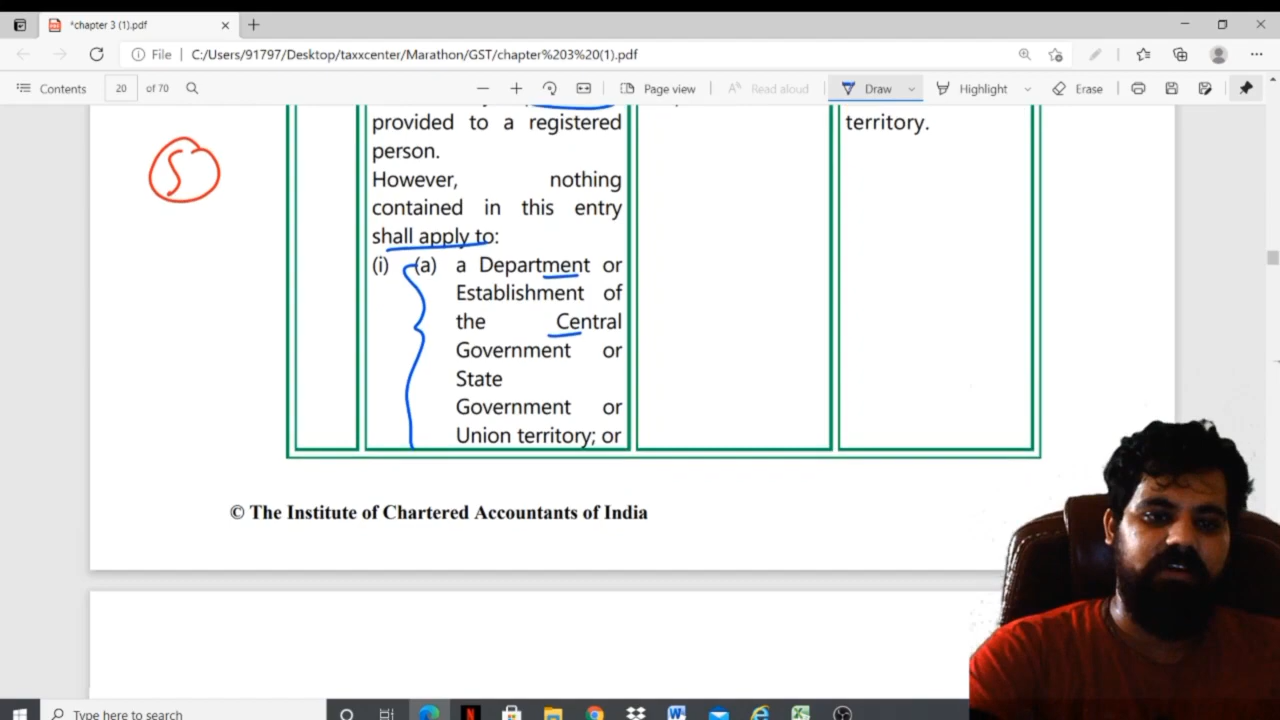 *chapter 3 (1).pdf
File
C:/Users/91797/Desktop/taxxcenter/Marathon/GST/chapter%203%20(1).pdf
Contents
20
of 70
Page view
Read aloud
Draw
Highlight
Erase
provided to a registered
person.
However, nothing
contained in this entry
shall apply to:
(i) (a) a Department or
Establishment of
the Central
Government or
State
Government or
Union territory; or
territory.
© The Institute of Chartered Accountants of India
Type here to search